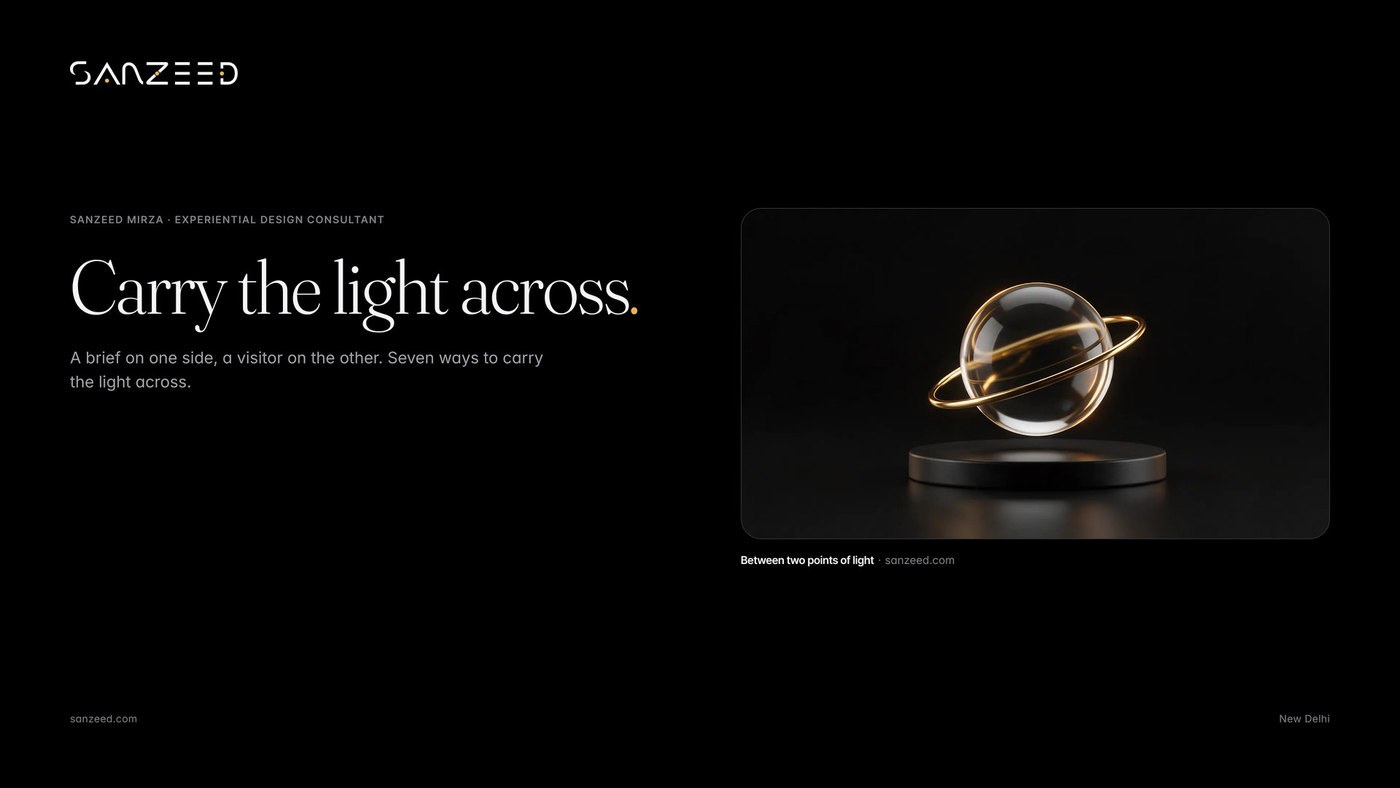 SANZEED
SANZEED MIRZA · EXPERIENTIAL DESIGN CONSULTANT
Carry the light across.
A brief on one side, a visitor on the other. Seven ways to carry
the light across.
Between two points of light · sanzeed.com
sanzeed.com
New Delhi